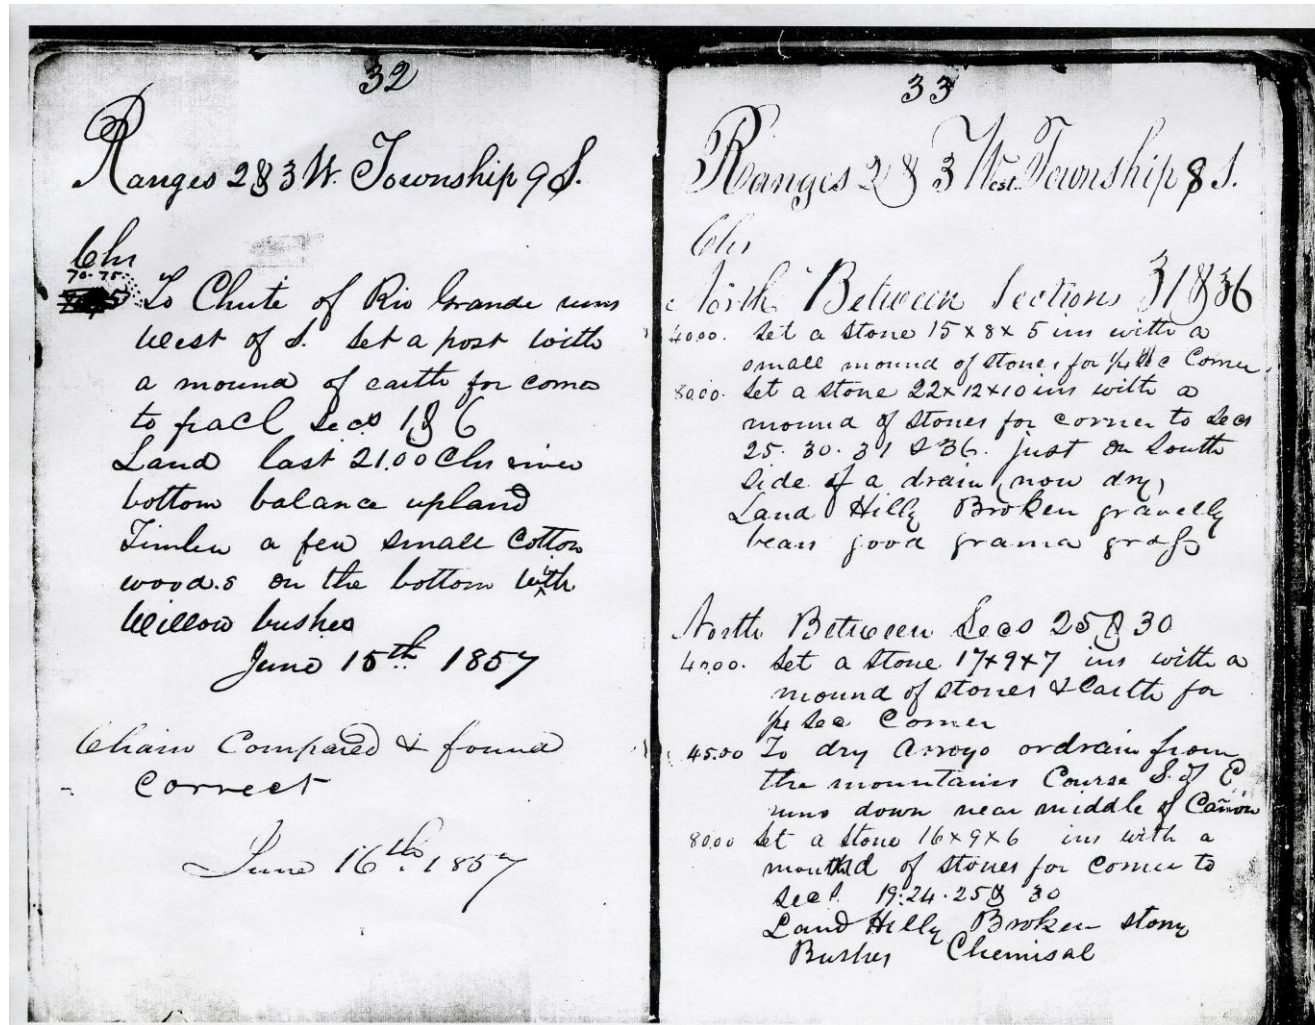 32
Ranges 2 & 3 W. Township 9 S.
Chs
70.75 To Chute of Rio Grande runs
West of S. Set a post with
a mound of earth for corner
to fracl Secs 1 & 6
Land last 21.00 Chs river
bottom balance upland
Timber a few small Cotton
woods on the bottom with
Willow bushes
June 15th 1857
Chain Compared & found
correct
June 16th 1857
33
Ranges 2 & 3 West Township 8 S.
Chs
North Between Sections 31 & 36
40.00. Set a Stone 15 x 8 x 5 ins with a
small mound of stone, for 1/4 Sec Corner.
80.00. Set a stone 22 x 12 x 10 ins with a
mound of stones for corner to Secs
25. 30. 31 & 36. just on South
side of a drain (now dry)
Land Hilly Broken gravelly
bears good grama grass
North Between Secs 25 & 30
40.00. Set a Stone 17 x 9 x 7 ins with a
mound of stones & Earth for
1/4 Sec Corner
45.00 To dry Arroyo or drain from
the mountains Course S. of E
runs down near middle of Cañon
80.00 Set a Stone 16 x 9 x 6 ins with a
mound of stones for Corner to
Secs. 19. 24. 25 & 30
Land Hilly Broken stony
Bushes Chemisal